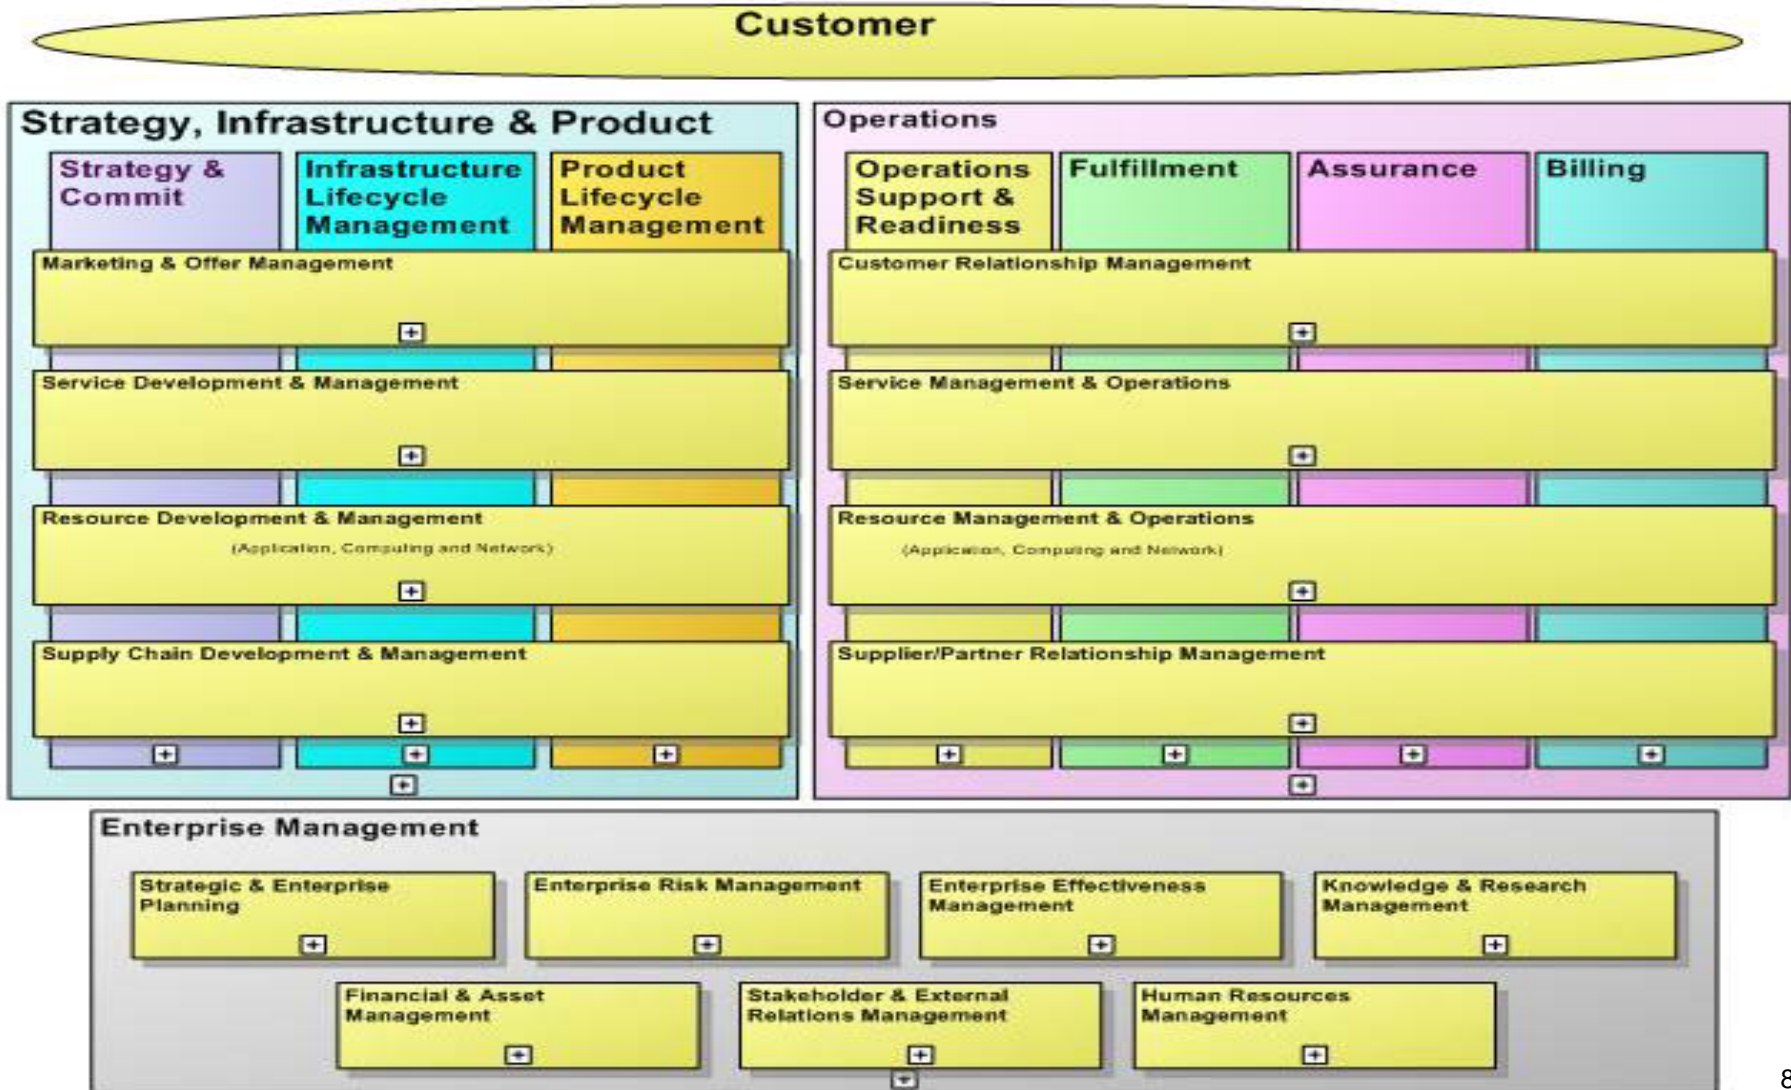 Customer
Strategy, Infrastructure & Product
Strategy &
Commit
Infrastructure
Lifecycle
Management
Product
Lifecycle
Management
Marketing & Offer Management
Service Development & Management
Resource Development & Management
(Application, Computing and Network)
Supply Chain Development & Management
Operations
Operations
Support &
Readiness
Fulfillment
Assurance
Billing
Customer Relationship Management
Service Management & Operations
Resource Management & Operations
(Application, Computing and Network)
Supplier/Partner Relationship Management
Enterprise Management
Strategic & Enterprise
Planning
Enterprise Risk Management
Enterprise Effectiveness
Management
Knowledge & Research
Management
Financial & Asset
Management
Stakeholder & External
Relations Management
Human Resources
Management
8